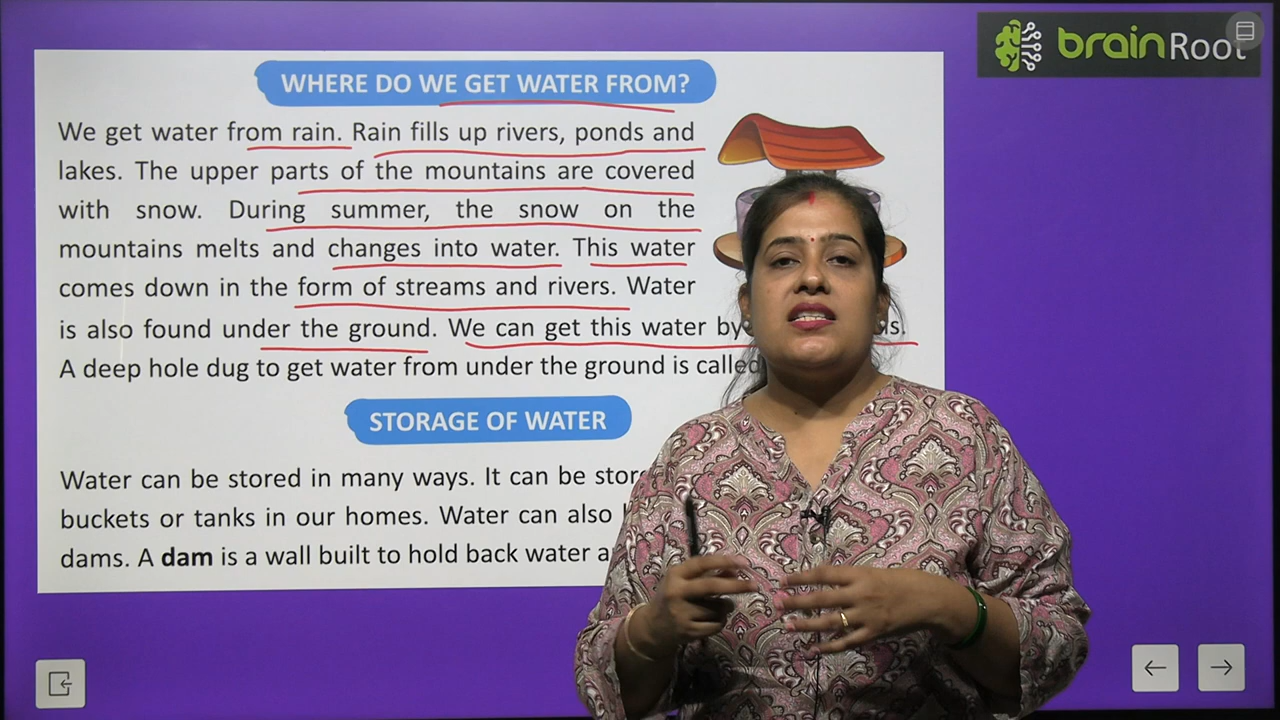 brainRoot
WHERE DO WE GET WATER FROM?
We get water from rain. Rain fills up rivers, ponds and
lakes. The upper parts of the mountains are covered
with snow. During summer, the snow on the
mountains melts and changes into water. This water
comes down in the form of streams and rivers. Water
is also found under the ground. We can get this water by
A deep hole dug to get water from under the ground is called
STORAGE OF WATER
Water can be stored in many ways. It can be
buckets or tanks in our homes. Water can also
dams. A dam is a wall built to hold back water